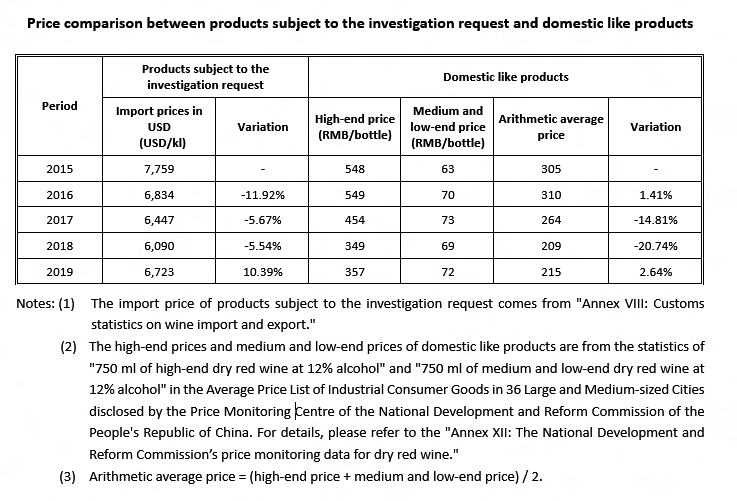 Price comparison between products subject to the investigation request and domestic like products
Period
Products subject to the
investigation request
Domestic like products
Import prices in
USD
(USD/kl)
Variation
High-end price
(RMB/bottle)
Medium and
low-end price
(RMB/bottle)
Arithmetic average
price
Variation
2015 7,759 - 548 63 305 -
2016 6,834 -11.92% 549 70 310 1.41%
2017 6,447 -5.67% 454 73 264 -14.81%
2018 6,090 -5.54% 349 69 209 -20.74%
2019 6,723 10.39% 357 72 215 2.64%
Notes: (1) The import price of products subject to the investigation request comes from "Annex VIII: Customs
statistics on wine import and export."
(2) The high-end prices and medium and low-end prices of domestic like products are from the statistics of
"750 ml of high-end dry red wine at 12% alcohol" and "750 ml of medium and low-end dry red wine at
12% alcohol" in the Average Price List of Industrial Consumer Goods in 36 Large and Medium-sized Cities
disclosed by the Price Monitoring Centre of the National Development and Reform Commission of the
People's Republic of China. For details, please refer to the "Annex XII: The National Development and
Reform Commission's price monitoring data for dry red wine."
(3) Arithmetic average price = (high-end price + medium and low-end price) / 2.